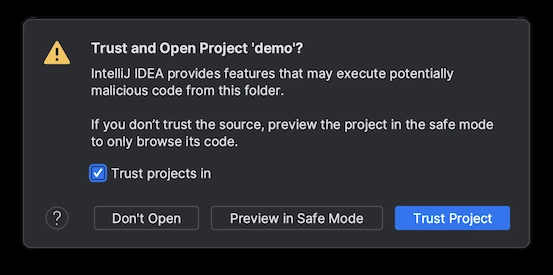 Trust and Open Project 'demo'?
IntelliJ IDEA provides features that may execute potentially
malicious code from this folder.
If you don’t trust the source, preview the project in the safe mode
to only browse its code.
Trust projects in
? Don't Open Preview in Safe Mode Trust Project